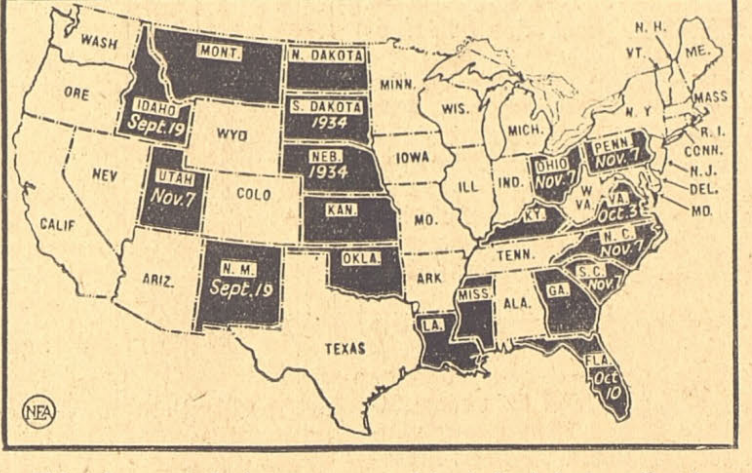 WASH
MONT.
N. DAKOTA
MINN.
N. H.
VT.
ME.
ORE
IDAHO
Sept.19
WYO
S. DAKOTA
1934
WIS.
MICH.
N. Y
MASS
R. I.
CONN.
N. J.
DEL.
MD.
NEV
UTAH
Nov.7
COLO
NEB.
1934
IOWA
ILL
IND.
OHIO
Nov.7
PENN.
Nov.7
W
VA.
VA.
Oct.3
CALIF
KAN.
MO.
KY.
N. C.
Nov.7
ARIZ.
N. M.
Sept.19
OKLA.
ARK
TENN.
S.C.
Nov.7
TEXAS
LA.
MISS
ALA.
GA.
FLA
Oct
10
NEA